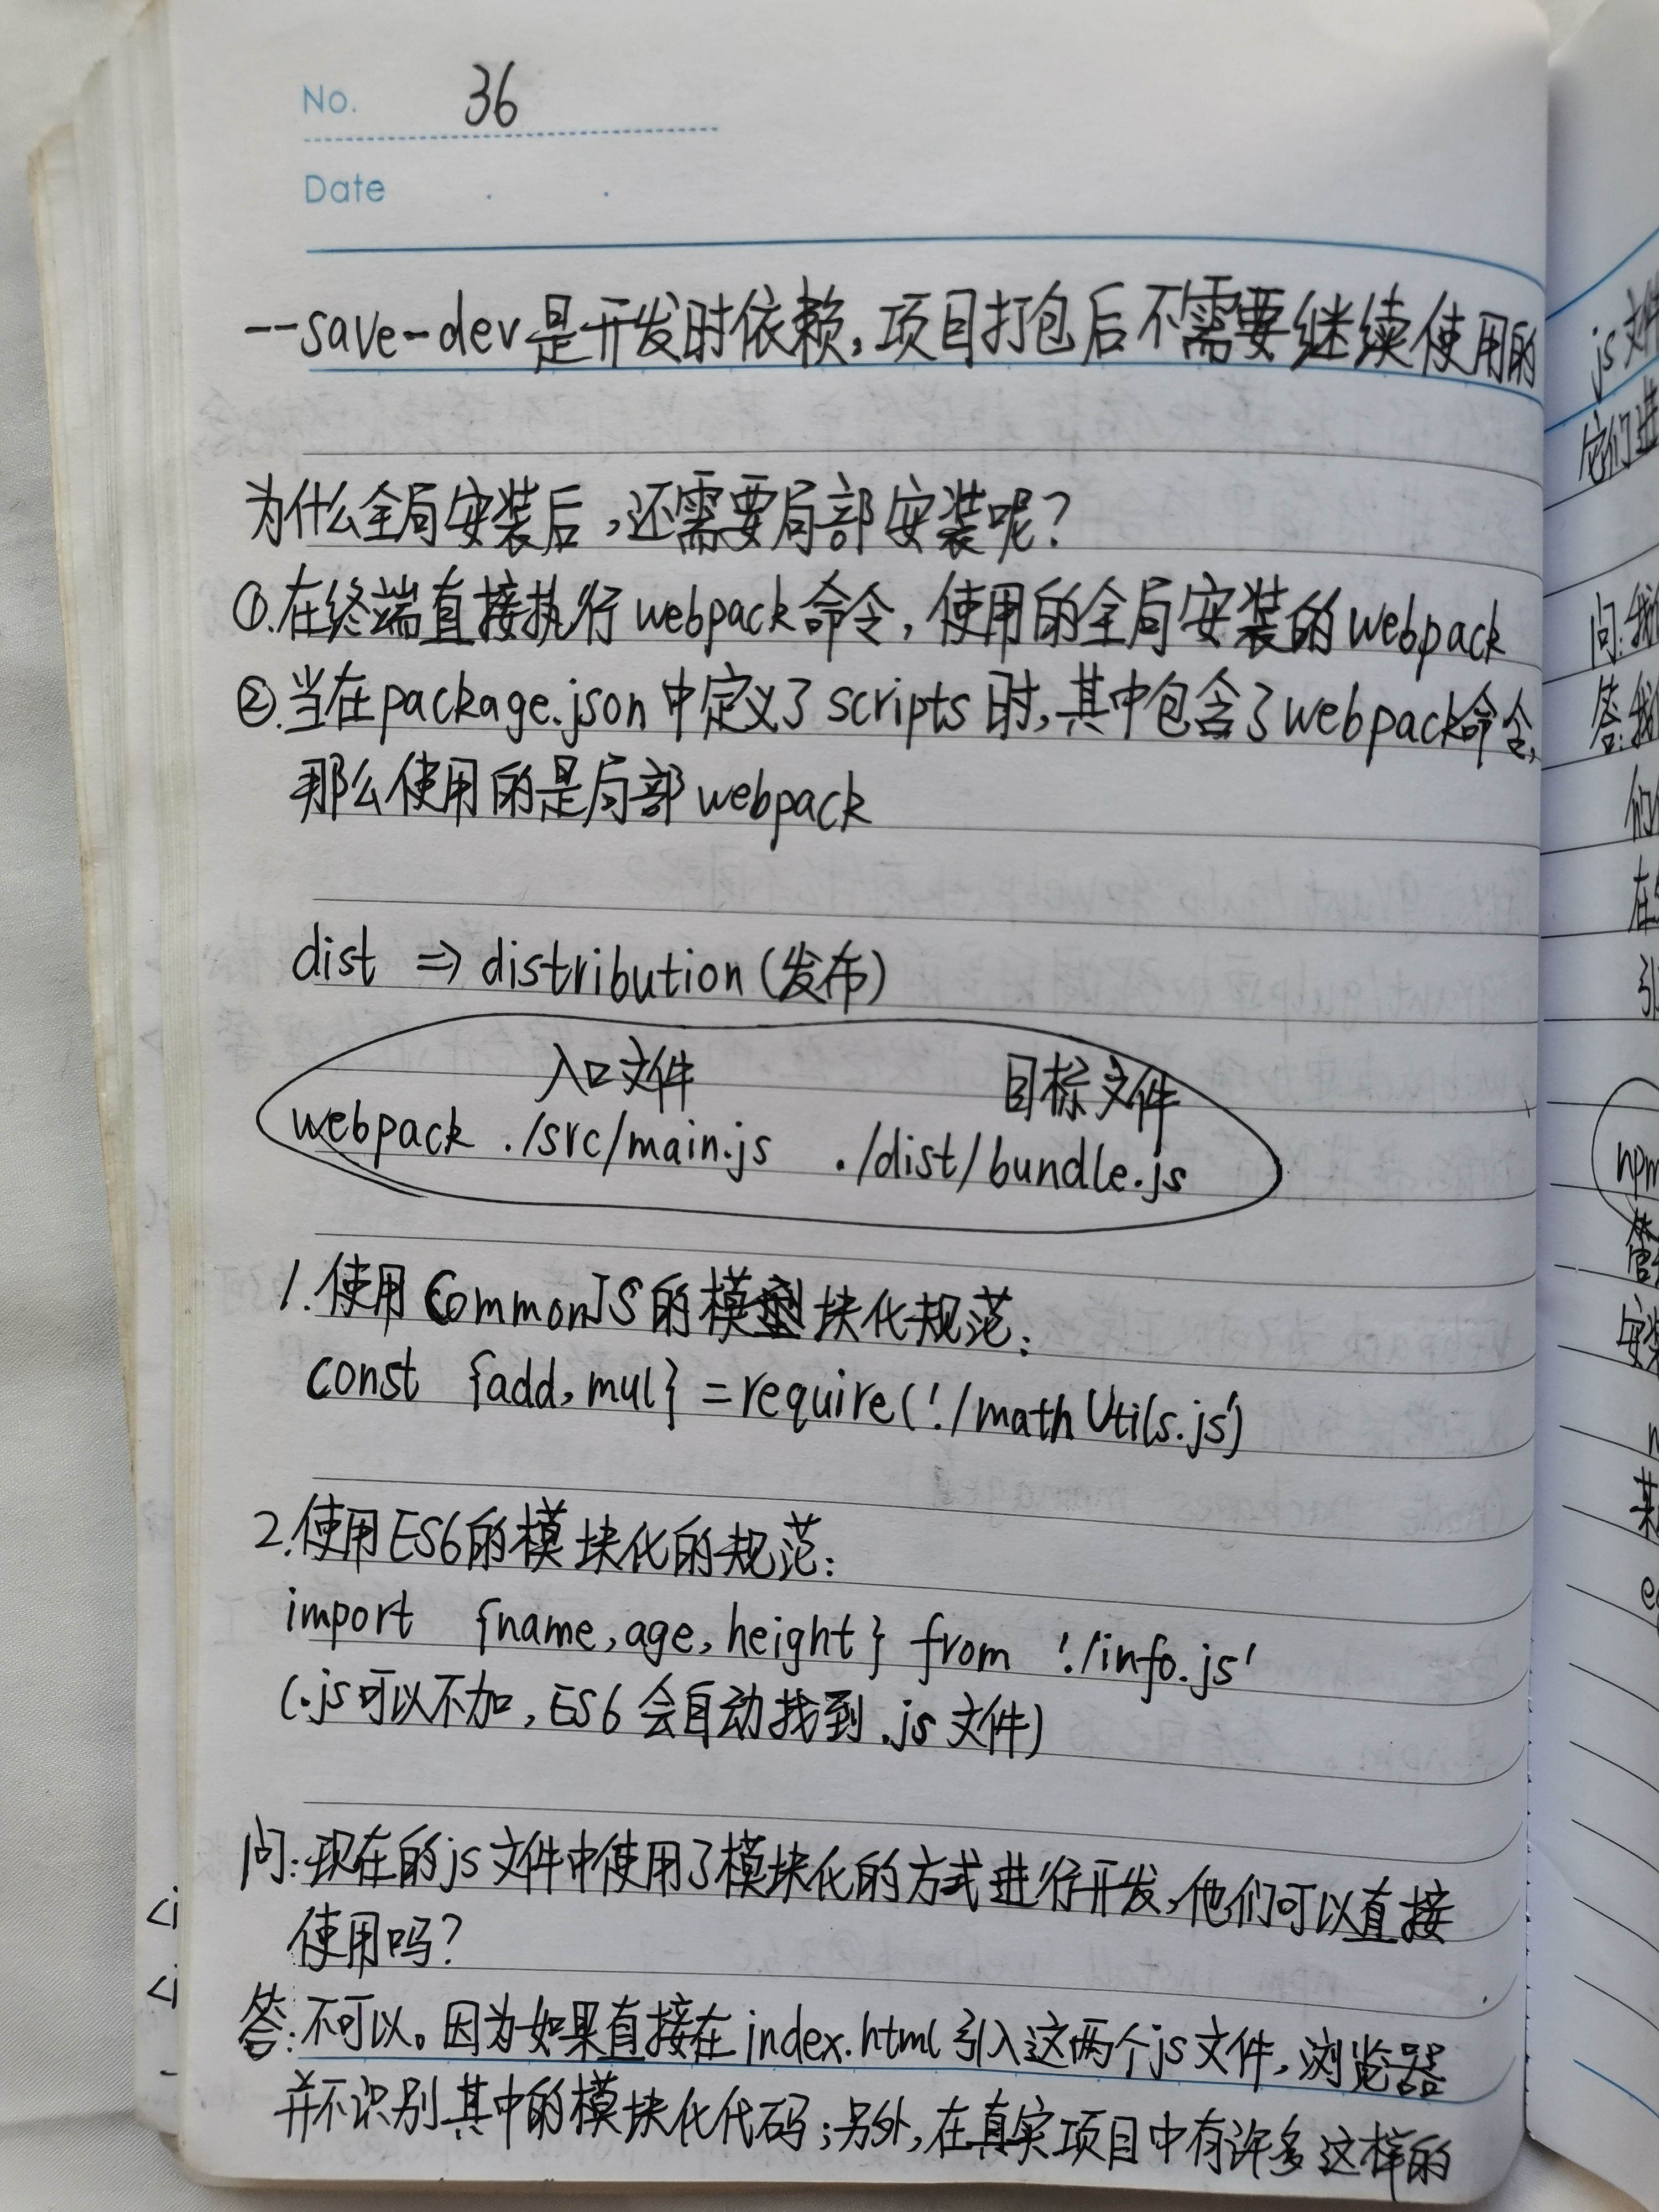 No. 36
Date
--save-dev是开发时依赖,项目打包后不需要继续使用的
为什么全局安装后,还需要局部安装呢?
①.在终端直接执行webpack命令,使用的全局安装的webpack
②.当在package.json中定义了scripts时,其中包含了webpack命令,
那么使用的是局部webpack
dist => distribution(发布)
入口文件 目标文件
webpack ./src/main.js ./dist/bundle.js
1.使用CommonJS的模块化规范:
const {add,mul} =require('./mathUtils.js')
2.使用ES6的模块化的规范:
import {name,age,height} from './info.js'
(.js可以不加,ES6会自动找到.js文件)
问:现在的js文件中使用了模块化的方式进行开发,他们可以直接
使用吗?
答:不可以。因为如果直接在index.html引入这两个js文件,浏览器
并不识别其中的模块化代码;另外,在真实项目中有许多这样的
js文件
它们进
问:我
答:我
们
在
引
npm
管
安装
<i
<i